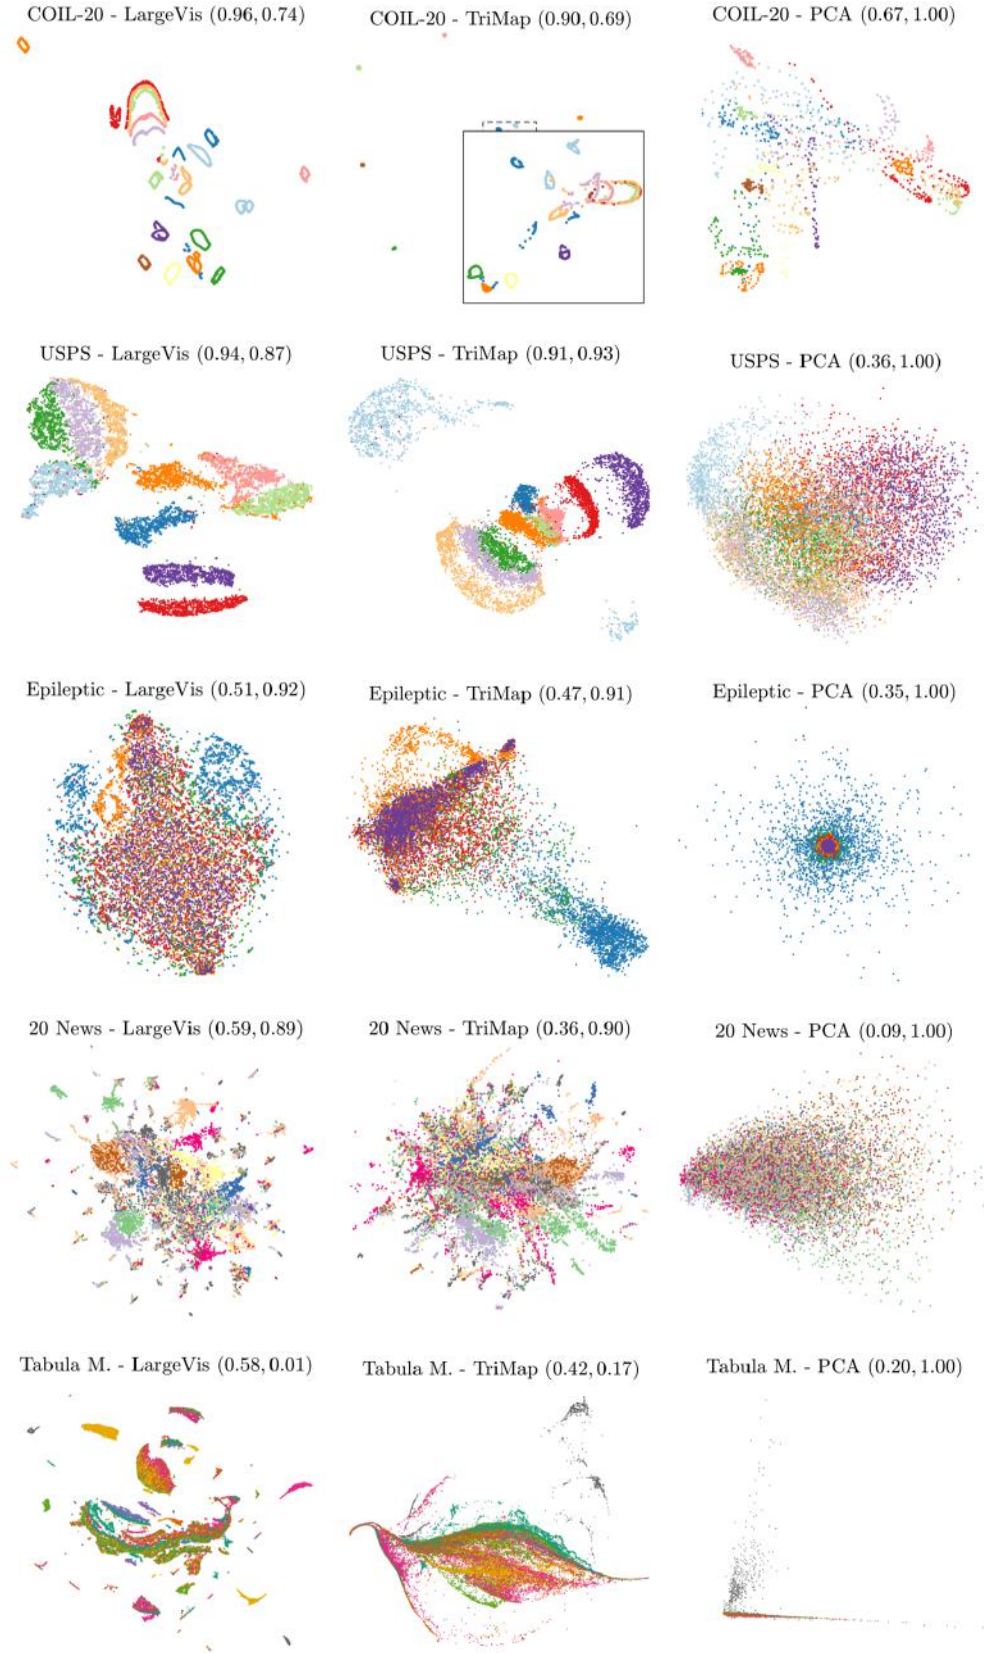 COIL-20 - LargeVis (0.96, 0.74)
COIL-20 - TriMap (0.90, 0.69)
COIL-20 - PCA (0.67, 1.00)
USPS - LargeVis (0.94, 0.87)
USPS - TriMap (0.91, 0.93)
USPS - PCA (0.36, 1.00)
Epileptic - LargeVis (0.51, 0.92)
Epileptic - TriMap (0.47, 0.91)
Epileptic - PCA (0.35, 1.00)
20 News - LargeVis (0.59, 0.89)
20 News - TriMap (0.36, 0.90)
20 News - PCA (0.09, 1.00)
Tabula M. - LargeVis (0.58, 0.01)
Tabula M. - TriMap (0.42, 0.17)
Tabula M. - PCA (0.20, 1.00)